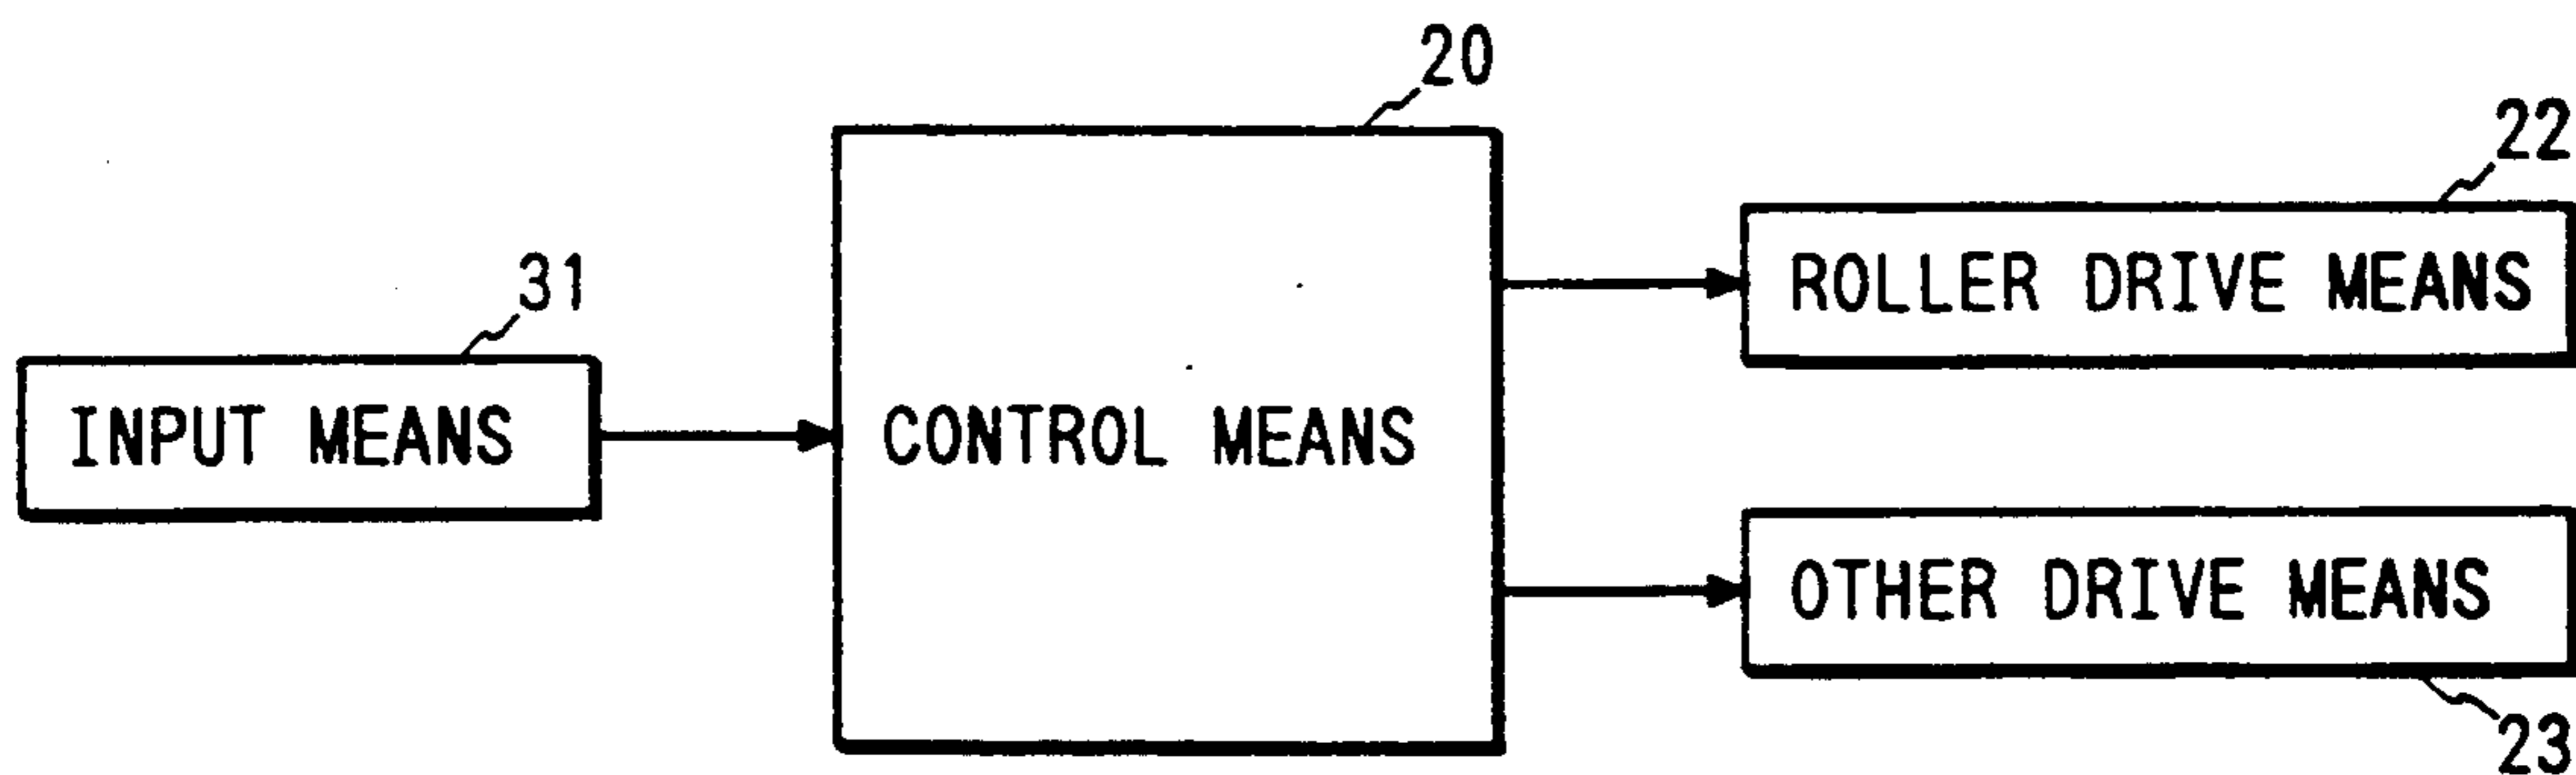 20
22
31
ROLLER DRIVE MEANS
INPUT MEANS
CONTROL MEANS
OTHER DRIVE MEANS
23